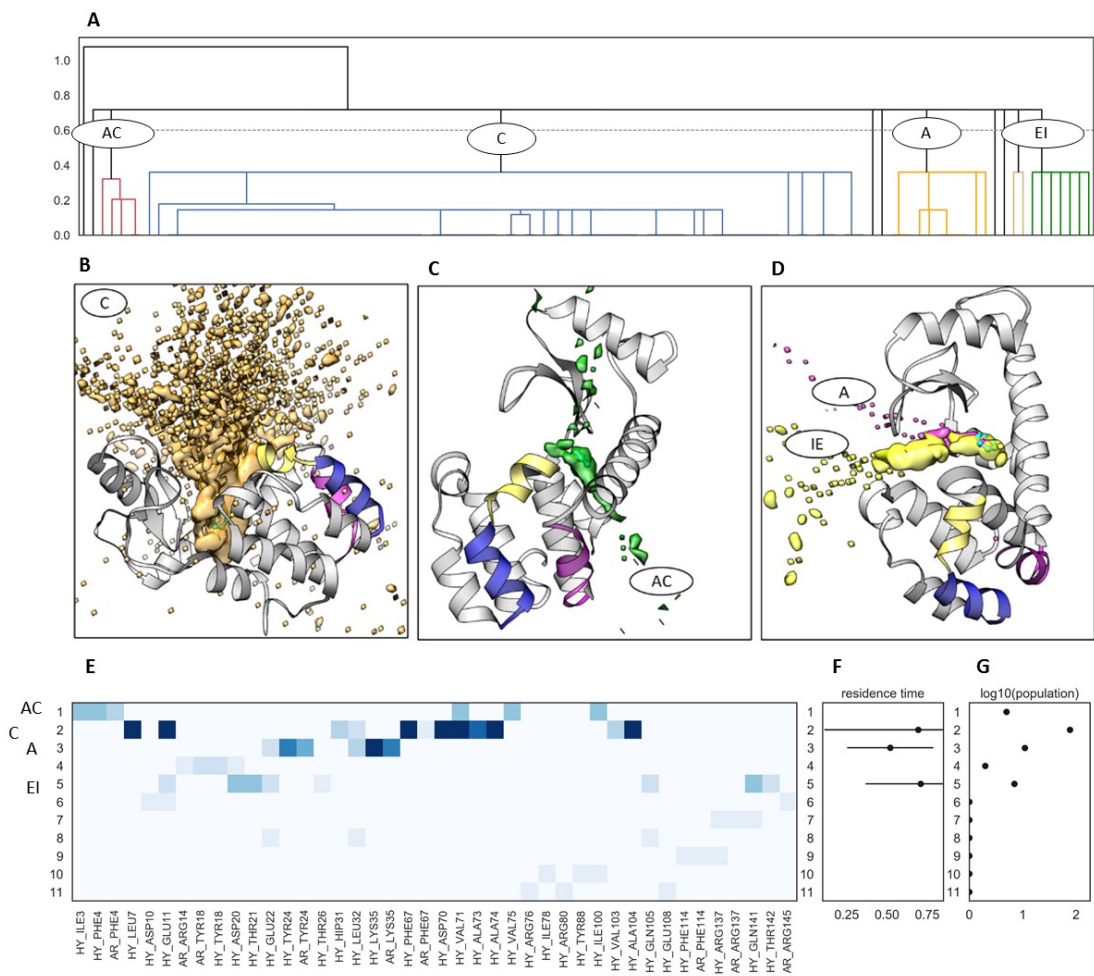 A
1.0
0.8
0.6
0.4
0.2
0.0
AC
C
A
EI
B
C
D
C
AC
A
IE
E
F
G
residence time
log10(population)
AC
C
A
EI
1
2
3
4
5
6
7
8
9
10
11
1
2
3
4
5
6
7
8
9
10
11
1
2
3
4
5
6
7
8
9
10
11
HY_ILE3
HY_PHE4
AR_PHE4
HY_LEU7
HY_ASP10
HY_GLU11
AR_ARG14
AR_TYR18
HY_TYR18
HY_ASP20
HY_THR21
HY_GLU22
HY_TYR24
AR_TYR24
HY_THR26
HY_HIP31
HY_LEU32
HY_LYS35
AR_LYS35
HY_PHE67
AR_PHE67
HY_ASP70
HY_VAL71
HY_ALA73
HY_ALA74
HY_VAL75
HY_ARG76
HY_ILE78
HY_ARG80
HY_TYR88
HY_ILE100
HY_VAL103
HY_ALA104
HY_GLN105
HY_GLU108
HY_PHE114
AR_PHE114
HY_ARG137
AR_ARG137
HY_GLN141
HY_THR142
AR_ARG145
0.25 0.50 0.75
0 1 2